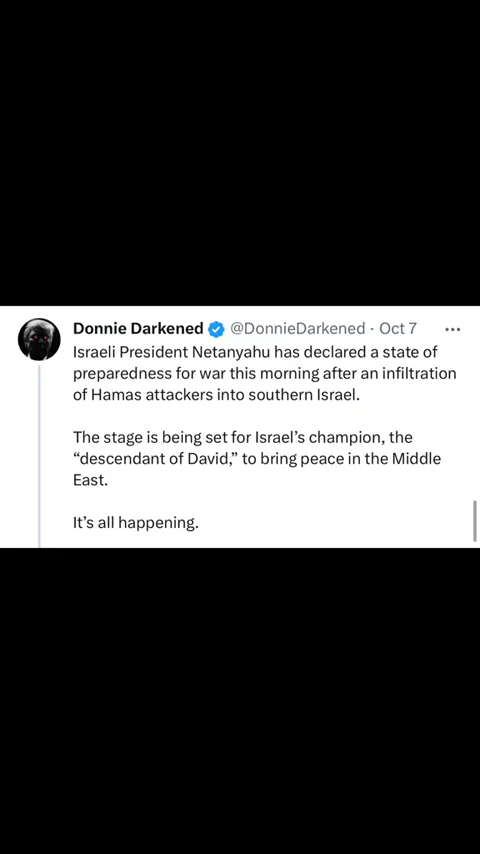 Donnie Darkened @DonnieDarkened · Oct 7 ...
Israeli President Netanyahu has declared a state of
preparedness for war this morning after an infiltration
of Hamas attackers into southern Israel.
The stage is being set for Israel’s champion, the
“descendant of David,” to bring peace in the Middle
East.
It’s all happening.